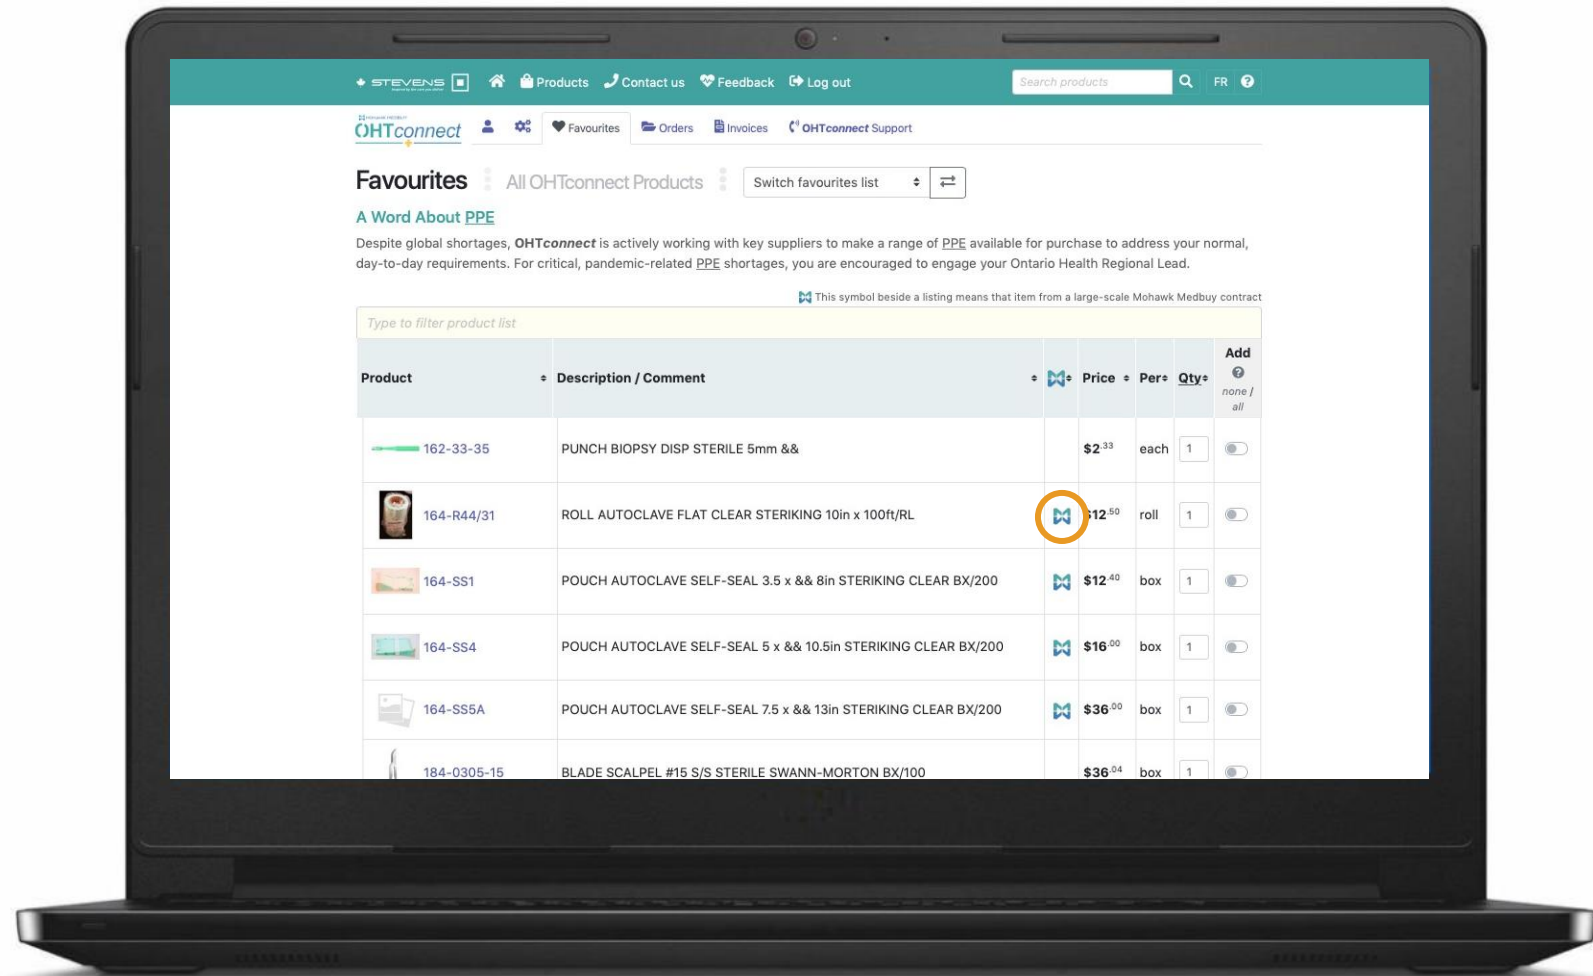 STEVENS Products Contact us Feedback Log out Search products FR
MOHAWK MEDBUY
OHTconnect Favourites Orders Invoices OHTconnect Support
Favourites All OHTconnect Products Switch favourites list
A Word About PPE
Despite global shortages, OHTconnect is actively working with key suppliers to make a range of PPE available for purchase to address your normal,
day-to-day requirements. For critical, pandemic-related PPE shortages, you are encouraged to engage your Ontario Health Regional Lead.
This symbol beside a listing means that item from a large-scale Mohawk Medbuy contract
Type to filter product list
Product Description / Comment Price Per Qty Add
none /
all
162-33-35 PUNCH BIOPSY DISP STERILE 5mm && $2.33 each 1
164-R44/31 ROLL AUTOCLAVE FLAT CLEAR STERIKING 10in x 100ft/RL $12.50 roll 1
164-SS1 POUCH AUTOCLAVE SELF-SEAL 3.5 x && 8in STERIKING CLEAR BX/200 $12.40 box 1
164-SS4 POUCH AUTOCLAVE SELF-SEAL 5 x && 10.5in STERIKING CLEAR BX/200 $16.00 box 1
164-SS5A POUCH AUTOCLAVE SELF-SEAL 7.5 x && 13in STERIKING CLEAR BX/200 $36.00 box 1
184-0305-15 BLADE SCALPEL #15 S/S STERILE SWANN-MORTON BX/100 $36.04 box 1